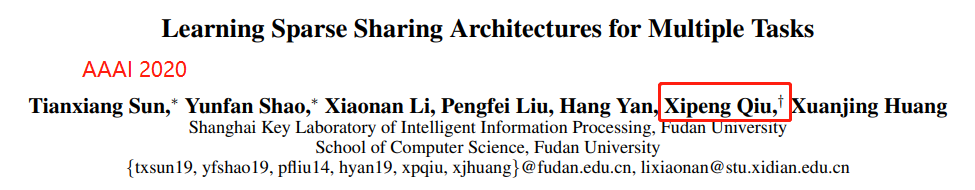 Learning Sparse Sharing Architectures for Multiple Tasks
AAAI 2020
Tianxiang Sun,* Yunfan Shao,* Xiaonan Li, Pengfei Liu, Hang Yan, Xipeng Qiu,† Xuanjing Huang
Shanghai Key Laboratory of Intelligent Information Processing, Fudan University
School of Computer Science, Fudan University
{txsun19, yfshao19, pfliu14, hyan19, xpqiu, xjhuang}@fudan.edu.cn, lixiaonan@stu.xidian.edu.cn